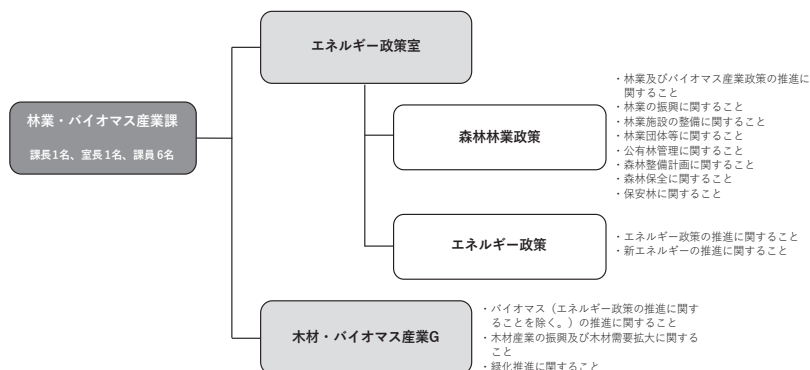 林業・バイオマス産業課
課長1名、室長1名、課員6名
エネルギー政策室
森林林業政策
・林業及びバイオマス産業政策の推進に
関すること
・林業の振興に関すること
・林業施設の整備に関すること
・林業団体等に関すること
・公有林管理に関すること
・森林整備計画に関すること
・森林保全に関すること
・保安林に関すること
エネルギー政策
・エネルギー政策の推進に関すること
・新エネルギーの推進に関すること
木材・バイオマス産業G
・バイオマス（エネルギー政策の推進に関す
ることを除く。）の推進に関すること
・木材産業の振興及び木材需要拡大に関する
こと
・緑化推進に関すること